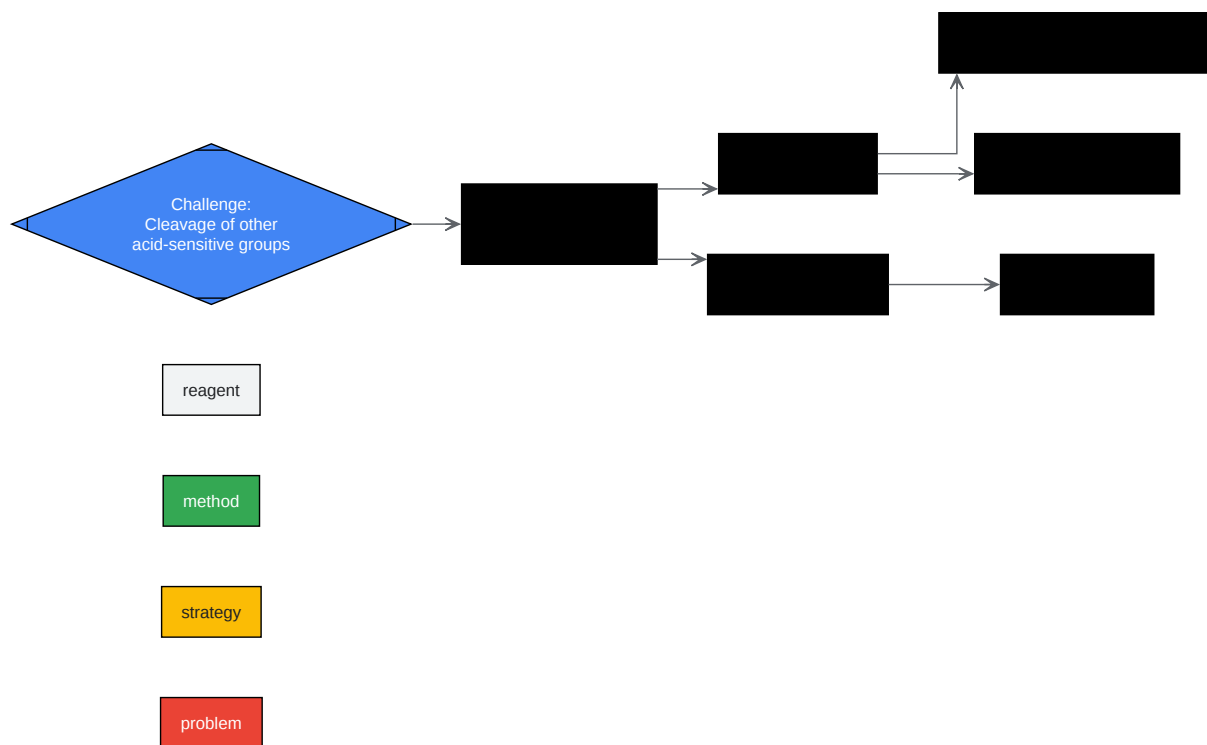 Challenge:
Cleavage of other
acid-sensitive groups
reagent
method
strategy
problem